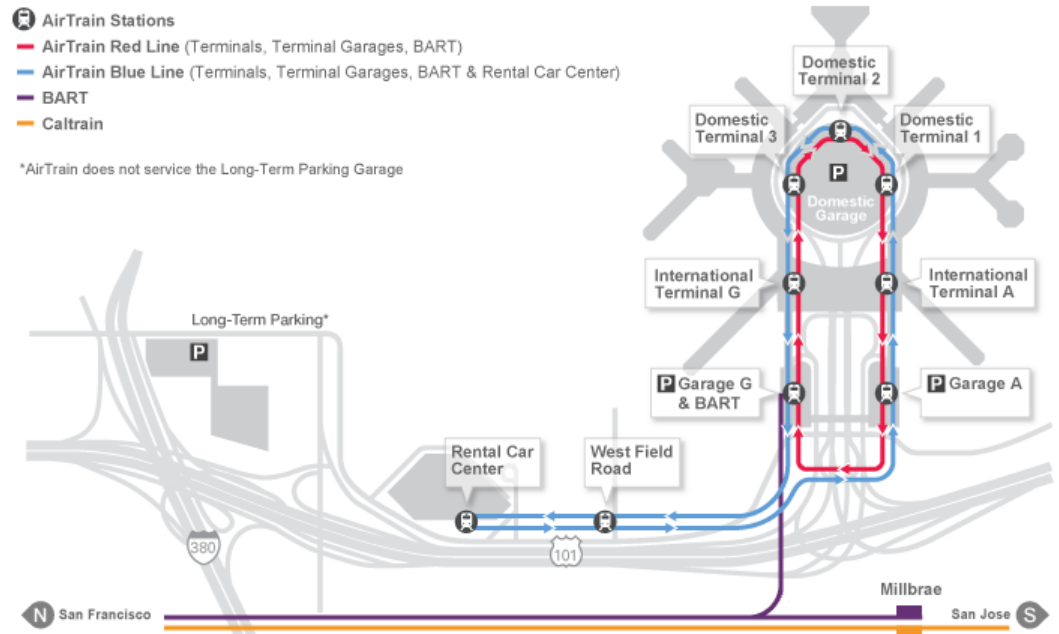 AirTrain Stations
AirTrain Red Line (Terminals, Terminal Garages, BART)
AirTrain Blue Line (Terminals, Terminal Garages, BART & Rental Car Center)
BART
Caltrain
*AirTrain does not service the Long-Term Parking Garage
Domestic
Terminal 2
Domestic
Terminal 3
Domestic
Terminal 1
P
Domestic
Garage
International
Terminal G
International
Terminal A
Long-Term Parking*
P
P Garage G
& BART
P Garage A
Rental Car
Center
West Field
Road
380
101
Millbrae
N San Francisco
San Jose S